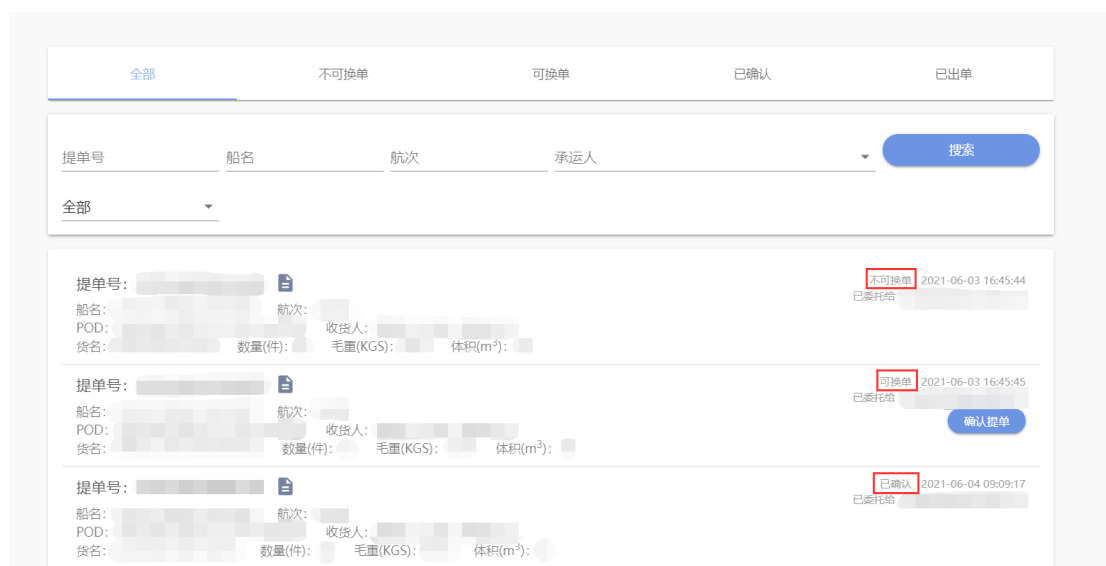 全部 不可换单 可换单 已确认 已出单
提单号 船名 航次 承运人 搜索
全部
提单号: 不可换单 2021-06-03 16:45:44
已委托给
船名: 航次:
POD: 收货人:
货名: 数量(件): 毛重(KGS): 体积(m³):
提单号: 可换单 2021-06-03 16:45:45
已委托给
船名: 航次:
确认提单
POD: 收货人:
货名: 数量(件): 毛重(KGS): 体积(m³):
提单号: 已确认 2021-06-04 09:09:17
已委托给
船名: 航次:
POD: 收货人:
货名: 数量(件): 毛重(KGS): 体积(m³):